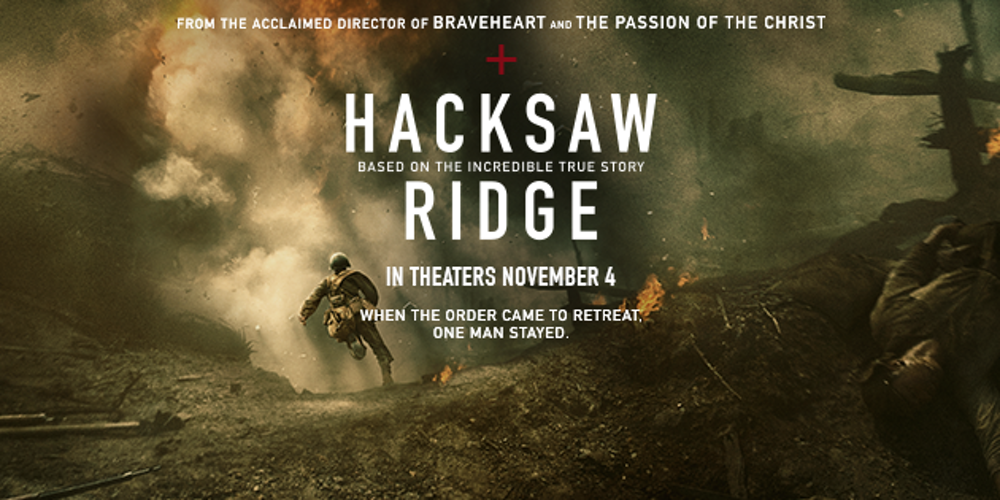 FROM THE ACCLAIMED DIRECTOR OF BRAVEHEART AND THE PASSION OF THE CHRIST
HACKSAW
BASED ON THE INCREDIBLE TRUE STORY
RIDGE
IN THEATERS NOVEMBER 4
WHEN THE ORDER CAME TO RETREAT,
ONE MAN STAYED.